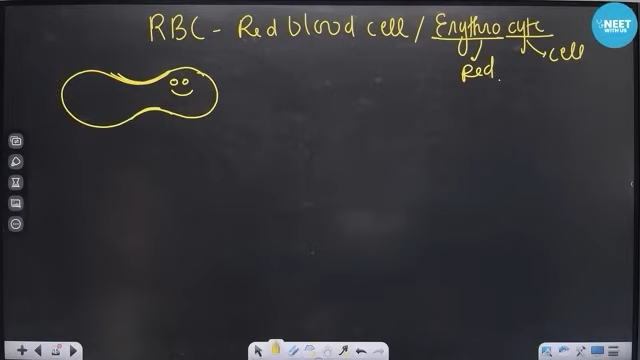 RBC - Red blood cell / Erythrocyte
Red.
cell
NEET
WITH US